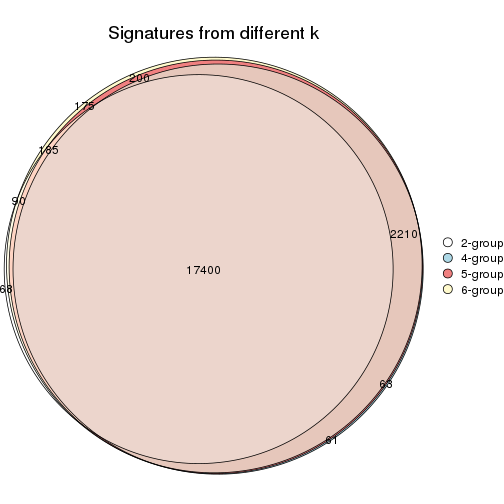 Signatures from different k
200
175
185
90
2210
2-group
4-group
5-group
6-group
17400
68
63
61